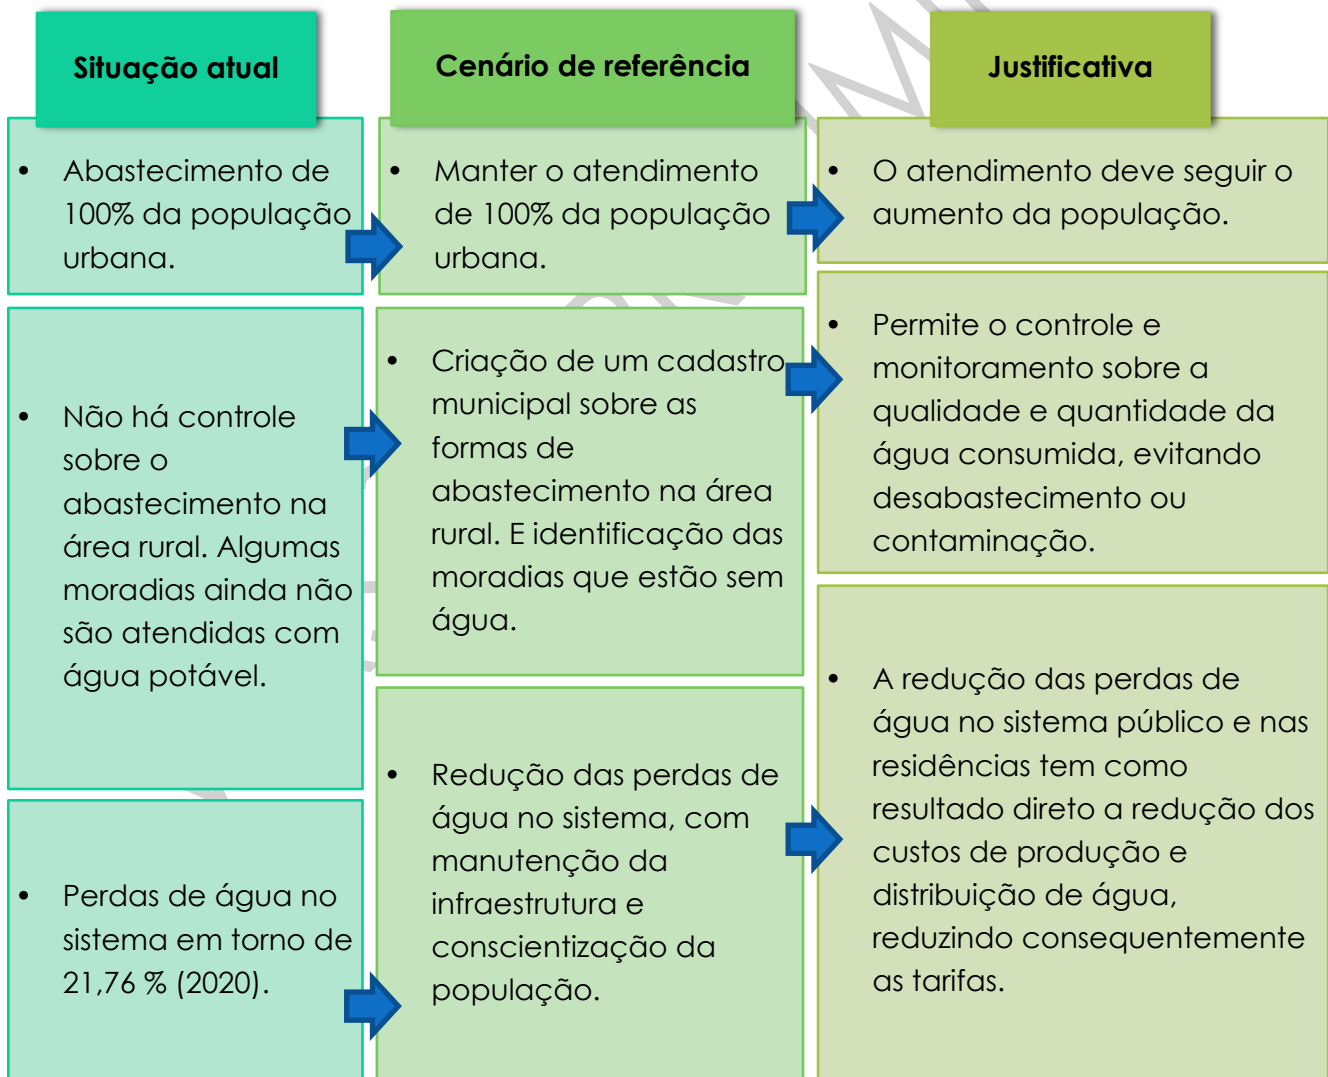 Situação atual
Cenário de referência
Justificativa
• Abastecimento de
100% da população
urbana.
• Manter o atendimento
de 100% da população
urbana.
• O atendimento deve seguir o
aumento da população.
• Não há controle
sobre o
abastecimento na
área rural. Algumas
moradias ainda não
são atendidas com
água potável.
• Criação de um cadastro
municipal sobre as
formas de
abastecimento na área
rural. E identificação das
moradias que estão sem
água.
• Permite o controle e
monitoramento sobre a
qualidade e quantidade da
água consumida, evitando
desabastecimento ou
contaminação.
• Perdas de água no
sistema em torno de
21,76 % (2020).
• Redução das perdas de
água no sistema, com
manutenção da
infraestrutura e
conscientização da
população.
• A redução das perdas de
água no sistema público e nas
residências tem como
resultado direto a redução dos
custos de produção e
distribuição de água,
reduzindo consequentemente
as tarifas.